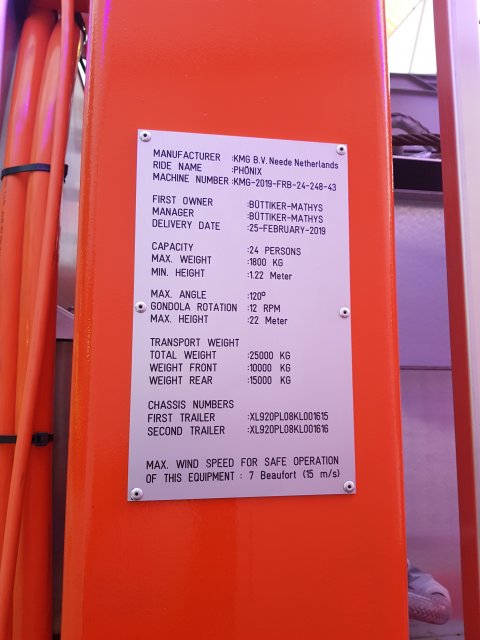 MANUFACTURER :KMG B.V. Neede Netherlands
RIDE NAME :PHÖNIX
MACHINE NUMBER :KMG-2019-FRB-24-248-43
FIRST OWNER :BÜTTIKER-MATHYS
MANAGER :BÜTTIKER-MATHYS
DELIVERY DATE :25-FEBRUARY-2019
CAPACITY :24 PERSONS
MAX. WEIGHT :1800 KG
MIN. HEIGHT :1.22 Meter
MAX. ANGLE :120°
GONDOLA ROTATION :12 RPM
MAX. HEIGHT :22 Meter
TRANSPORT WEIGHT
TOTAL WEIGHT :25000 KG
WEIGHT FRONT :10000 KG
WEIGHT REAR :15000 KG
CHASSIS NUMBERS
FIRST TRAILER :XL920PL08KL001615
SECOND TRAILER :XL920PL08KL001616
MAX. WIND SPEED FOR SAFE OPERATION
OF THIS EQUIPMENT : 7 Beaufort (15 m/s)